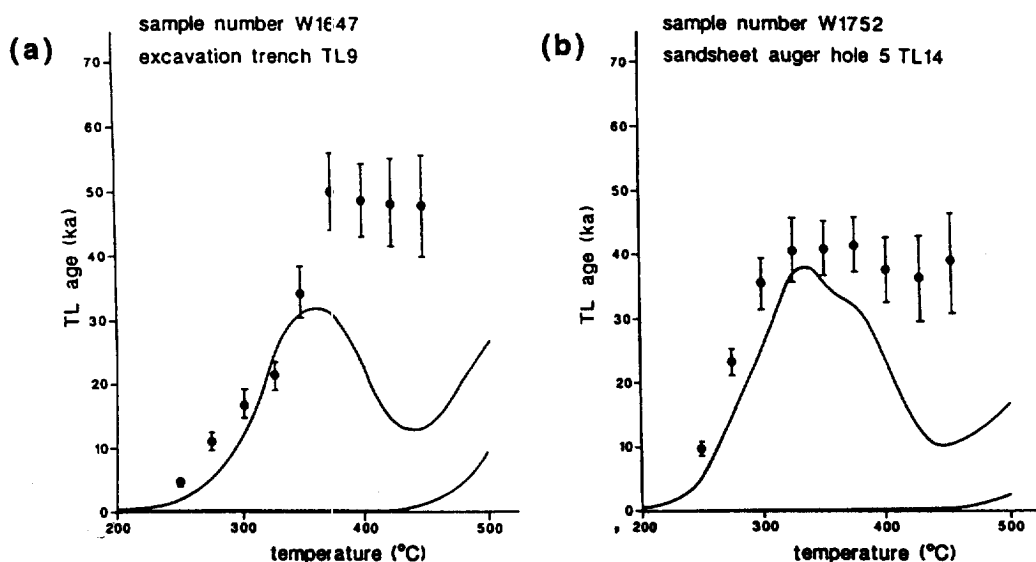 (a)
sample number W1647
excavation trench TL9
70
60
50
40
30
20
10
0
TL age (ka)
200
300
400
500
temperature (°C)
(b)
sample number W1752
sandsheet auger hole 5 TL14
70
60
50
40
30
20
10
0
TL age (ka)
200
300
400
500
temperature (°C)